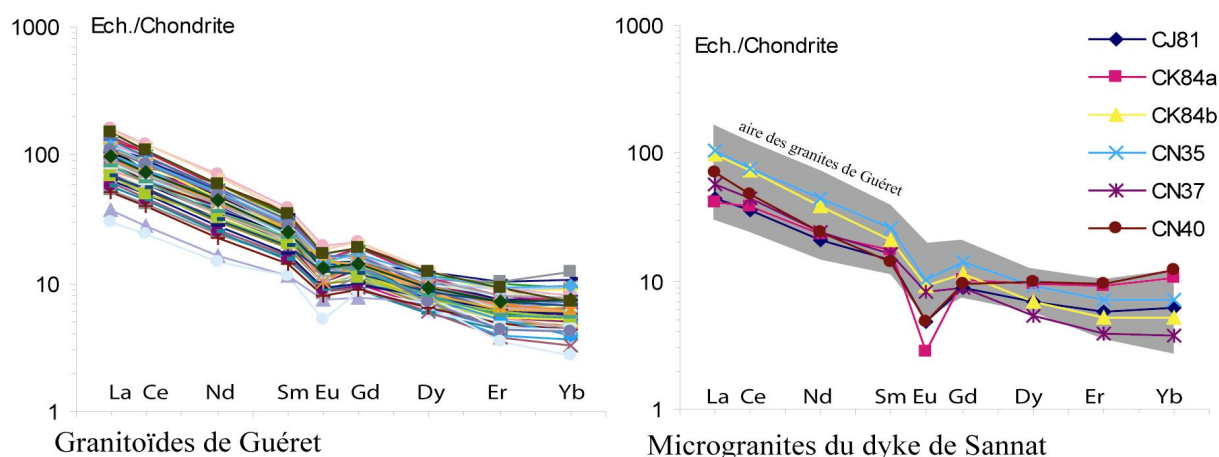 Ech./Chondrite
1000
100
10
1
La Ce Nd Sm Eu Gd Dy Er Yb
Granitoïdes de Guéret
Ech./Chondrite
1000
100
10
1
aire des granites de Guéret
La Ce Nd Sm Eu Gd Dy Er Yb
CJ81
CK84a
CK84b
CN35
CN37
CN40
Microgranites du dyke de Sannat